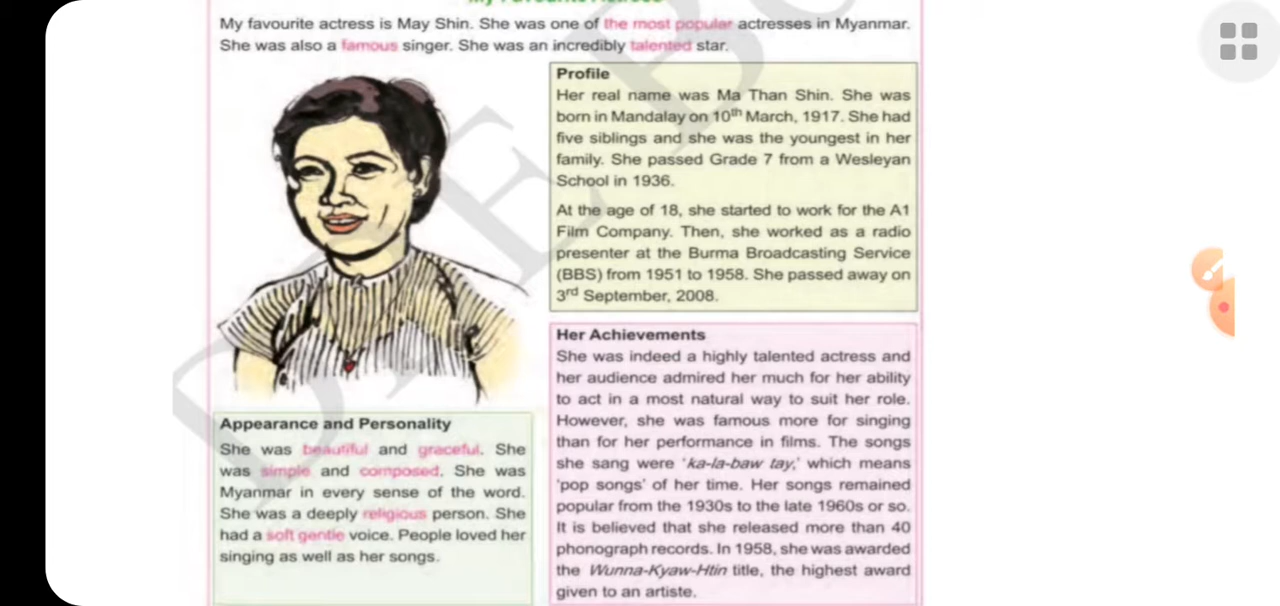 My favourite actress is May Shin. She was one of the most popular actresses in Myanmar.
She was also a famous singer. She was an incredibly talented star.
Profile
Her real name was Ma Than Shin. She was
born in Mandalay on 10th March, 1917. She had
five siblings and she was the youngest in her
family. She passed Grade 7 from a Wesleyan
School in 1936.
At the age of 18, she started to work for the A1
Film Company. Then, she worked as a radio
presenter at the Burma Broadcasting Service
(BBS) from 1951 to 1958. She passed away on
3rd September, 2008.
Her Achievements
She was indeed a highly talented actress and
her audience admired her much for her ability
to act in a most natural way to suit her role.
However, she was famous more for singing
than for her performance in films. The songs
she sang were ‘ka-la-baw tay,’ which means
‘pop songs’ of her time. Her songs remained
popular from the 1930s to the late 1960s or so.
It is believed that she released more than 40
phonograph records. In 1958, she was awarded
the Wunna-Kyaw-Htin title, the highest award
given to an artiste.
Appearance and Personality
She was beautiful and graceful. She
was simple and composed. She was
Myanmar in every sense of the word.
She was a deeply religious person. She
had a soft gentle voice. People loved her
singing as well as her songs.